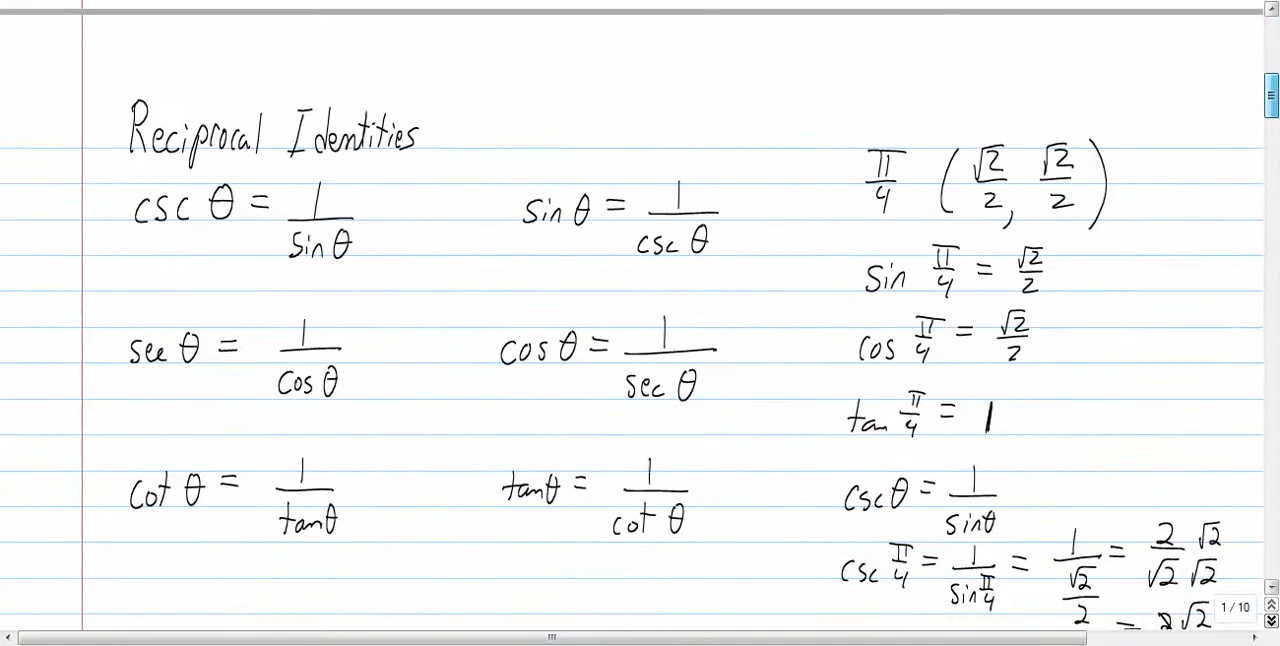 Reciprocal Identities
csc θ = 1/sin θ
sin θ = 1/csc θ
sec θ = 1/cos θ
cos θ = 1/sec θ
cot θ = 1/tan θ
tan θ = 1/cot θ
π/4 (√2/2, √2/2)
sin π/4 = √2/2
cos π/4 = √2/2
tan π/4 = 1
csc θ = 1/sin θ
csc π/4 = 1/sin π/4 = 1/(√2/2) = 2/√2 √2/√2
= 2√2
1 / 10